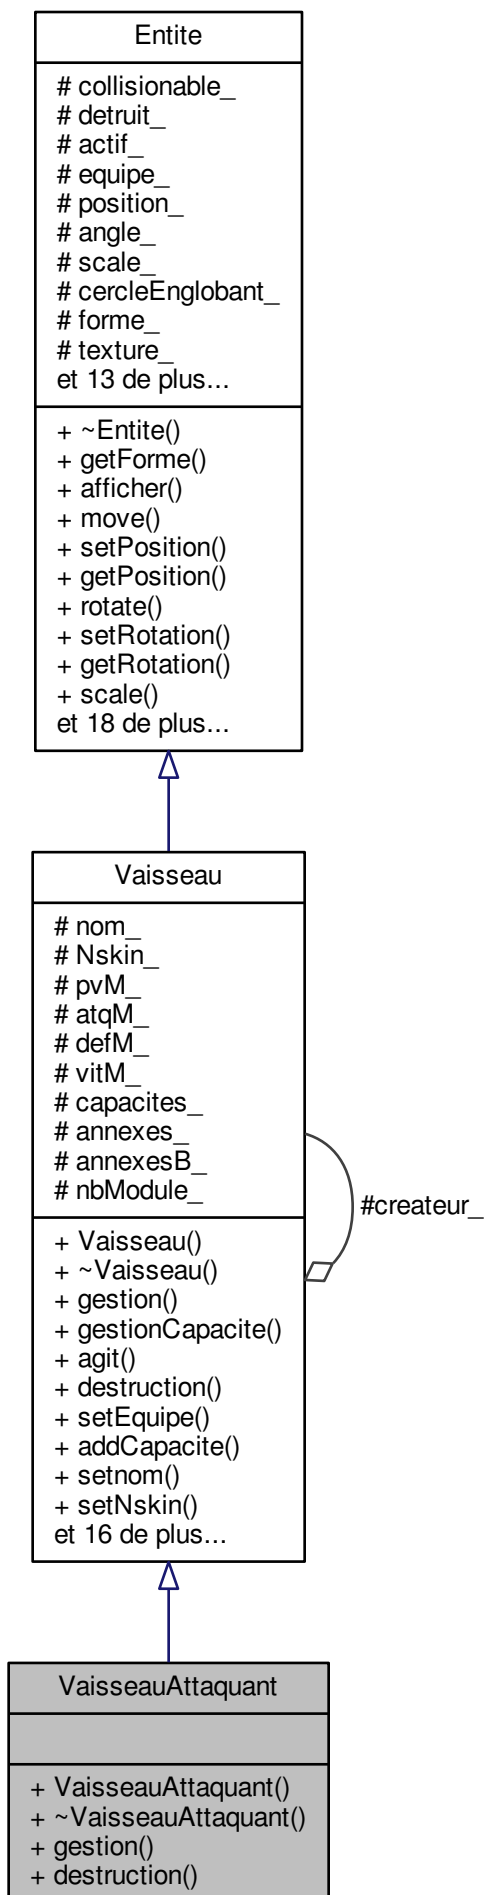 Entite
# collisionable_
# detruit_
# actif_
# equipe_
# position_
# angle_
# scale_
# cercleEnglobant_
# forme_
# texture_
et 13 de plus...
+ ~Entite()
+ getForme()
+ afficher()
+ move()
+ setPosition()
+ getPosition()
+ rotate()
+ setRotation()
+ getRotation()
+ scale()
et 18 de plus...
Vaisseau
# nom_
# Nskin_
# pvM_
# atqM_
# defM_
# vitM_
# capacites_
# annexes_
# annexesB_
# nbModule_
#createur_
+ Vaisseau()
+ ~Vaisseau()
+ gestion()
+ gestionCapacite()
+ agit()
+ destruction()
+ setEquipe()
+ addCapacite()
+ setnom()
+ setNskin()
et 16 de plus...
VaisseauAttaquant
+ VaisseauAttaquant()
+ ~VaisseauAttaquant()
+ gestion()
+ destruction()